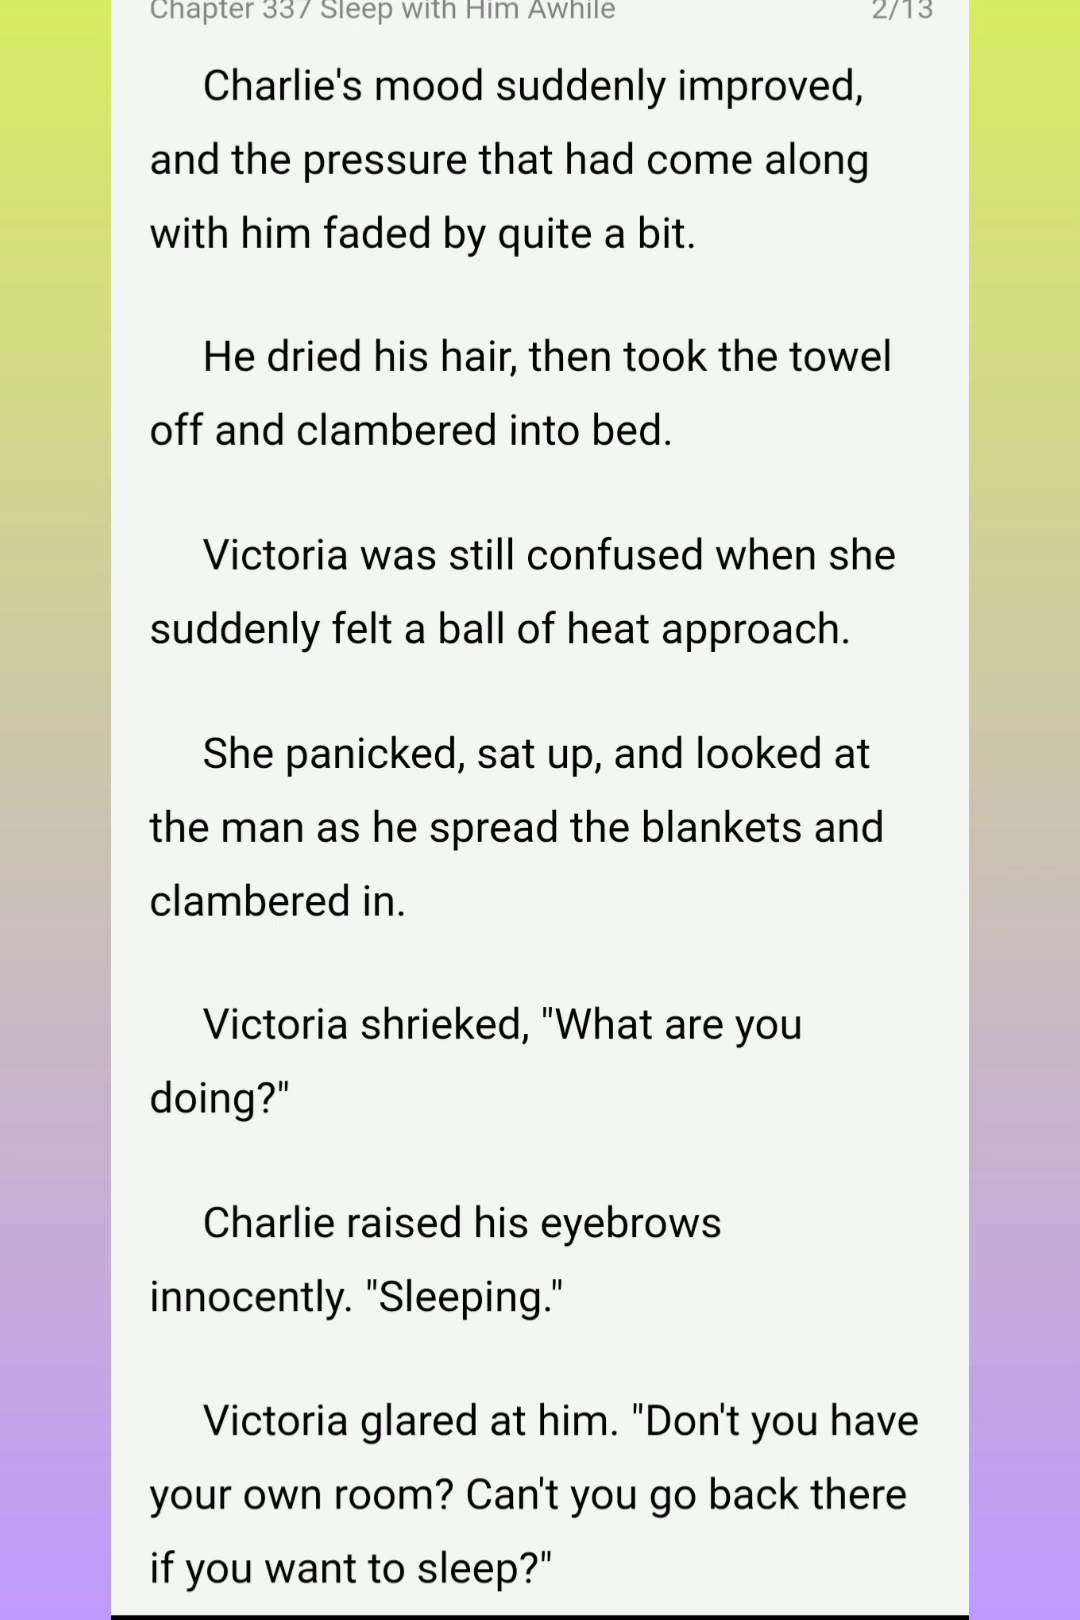 Chapter 337 Sleep with Him Awhile 2/13
Charlie's mood suddenly improved,
and the pressure that had come along
with him faded by quite a bit.
He dried his hair, then took the towel
off and clambered into bed.
Victoria was still confused when she
suddenly felt a ball of heat approach.
She panicked, sat up, and looked at
the man as he spread the blankets and
clambered in.
Victoria shrieked, "What are you
doing?"
Charlie raised his eyebrows
innocently. "Sleeping."
Victoria glared at him. "Don't you have
your own room? Can't you go back there
if you want to sleep?"